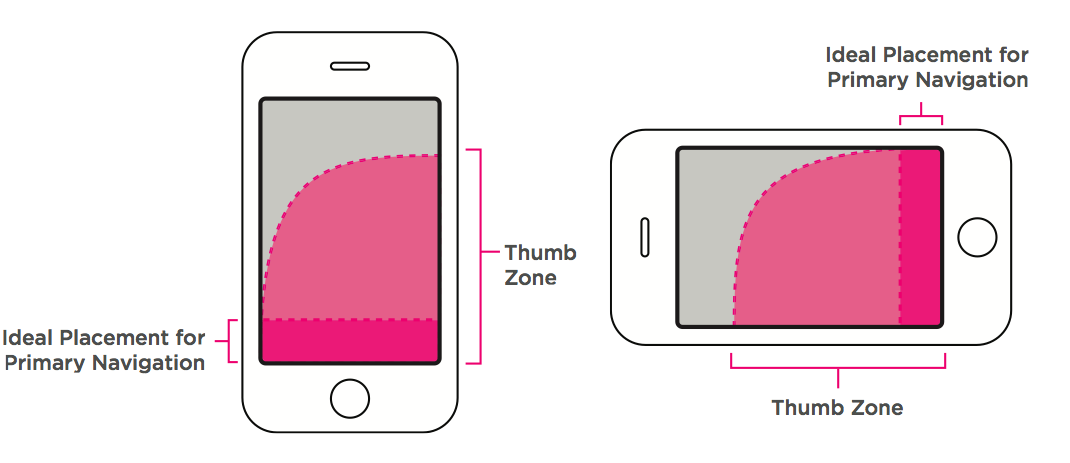 Ideal Placement for
Primary Navigation
Thumb
Zone
Ideal Placement for
Primary Navigation
Thumb Zone